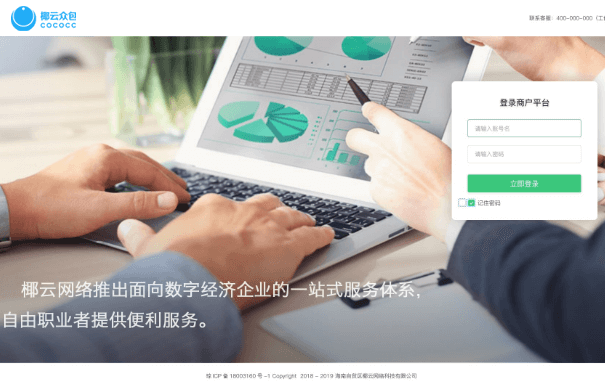 椰云众包
cococc
联系客服：400-000-000（工
登录商户平台
请输入账号名
请输入密码
立即登录
记住密码
椰云网络推出面向数字经济企业的一站式服务体系,
自由职业者提供便利服务。
琼 ICP 备 18003160 号 -1 Copyright 2018 - 2019 海南自贸区椰云网络科技有限公司